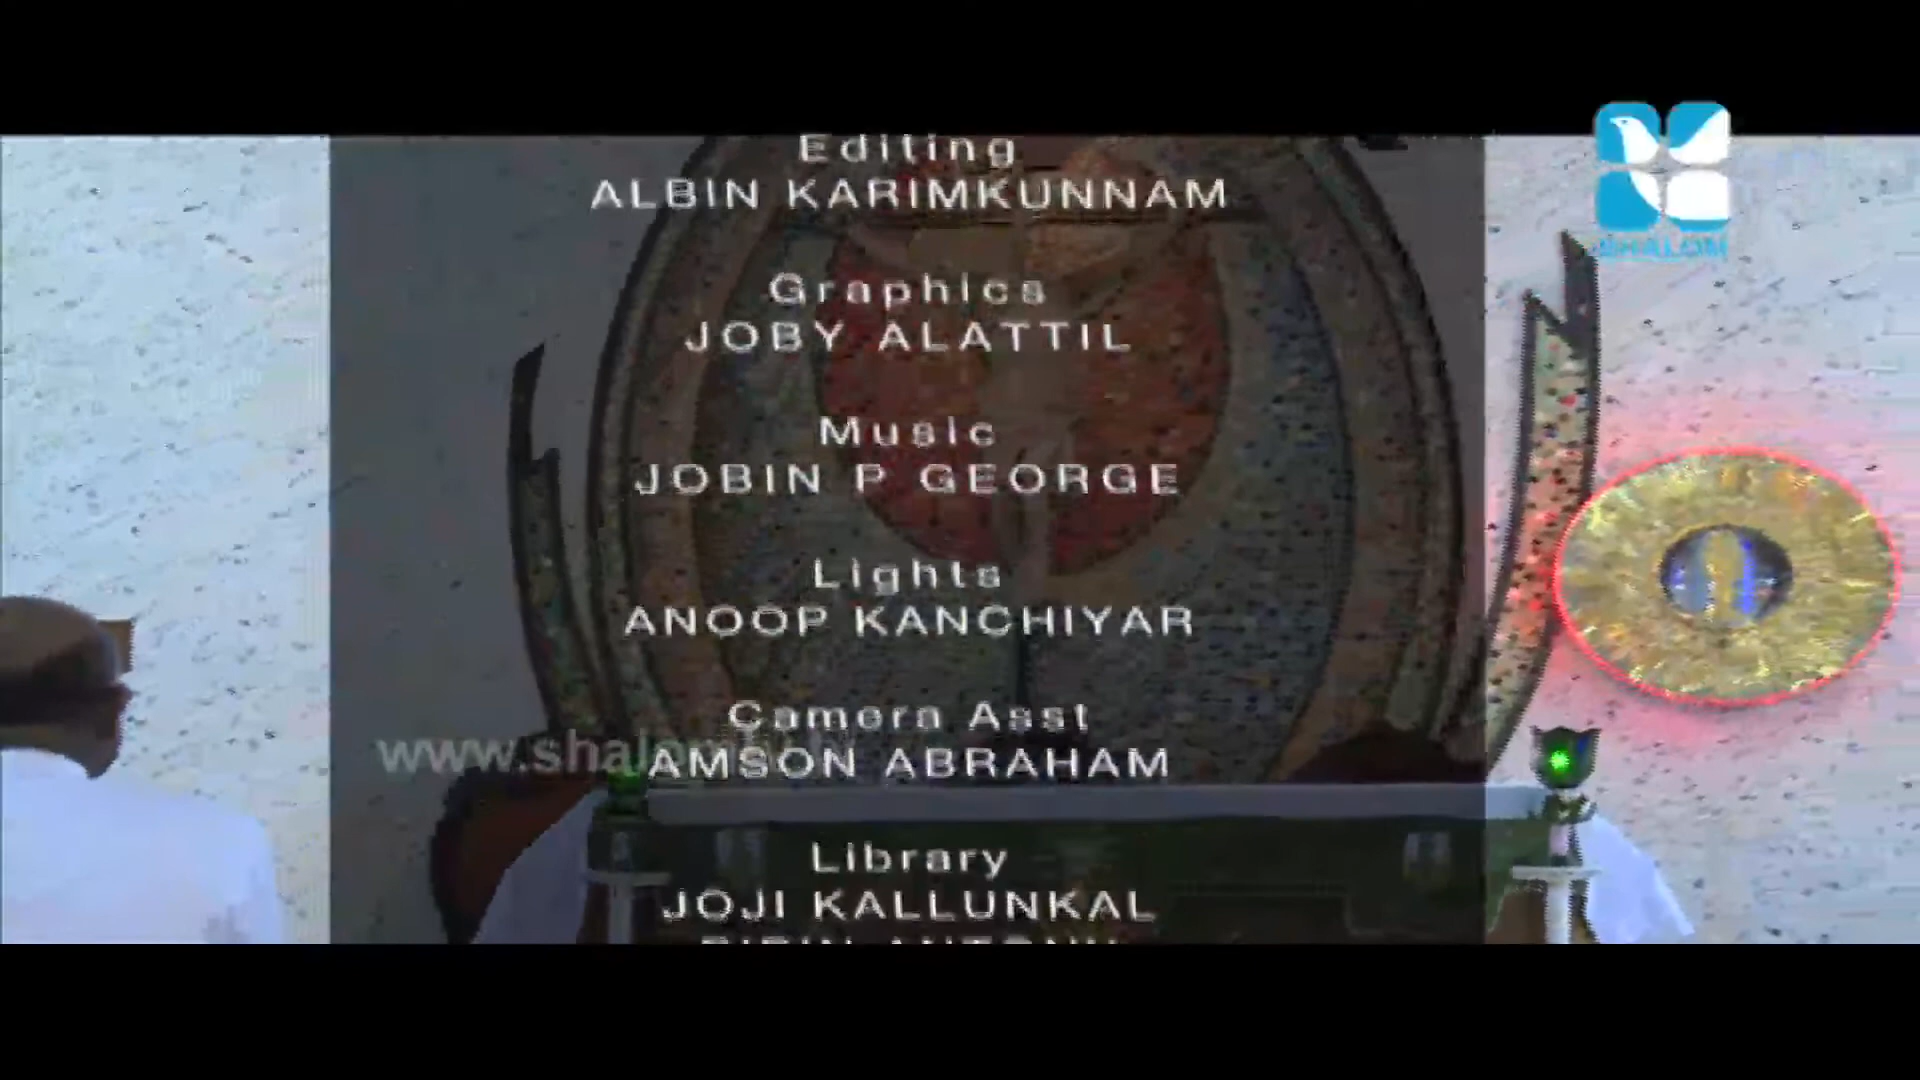 SHALOM
Editing
ALBIN KARIMKUNNAM
Graphics
JOBY ALATTIL
Music
JOBIN P GEORGE
Lights
ANOOP KANCHIYAR
Camera Asst
AMSON ABRAHAM
Library
JOJI KALLUNKAL